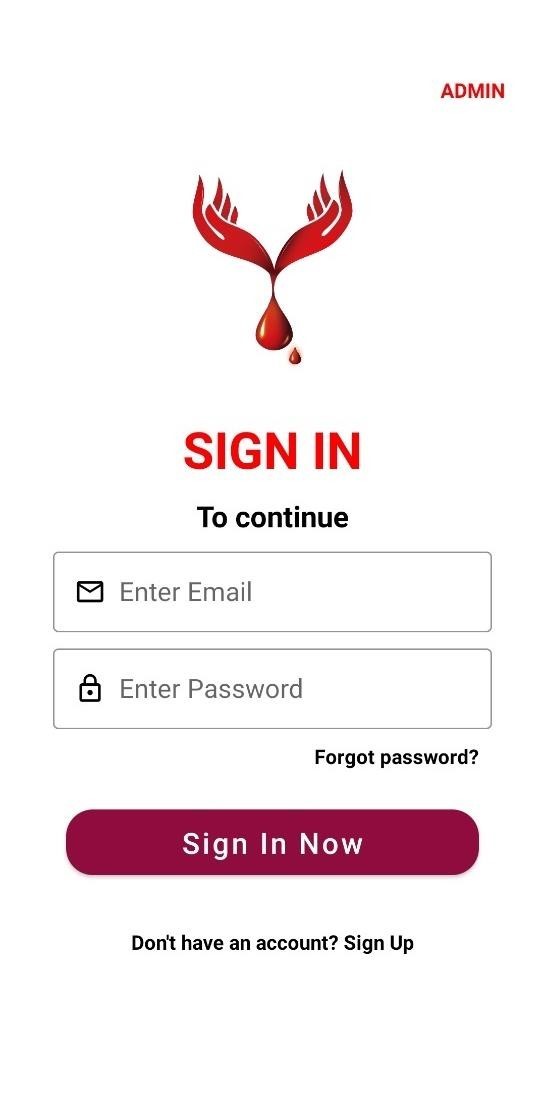 ADMIN
SIGN IN
To continue
Enter Email
Enter Password
Forgot password?
Sign In Now
Don't have an account? Sign Up